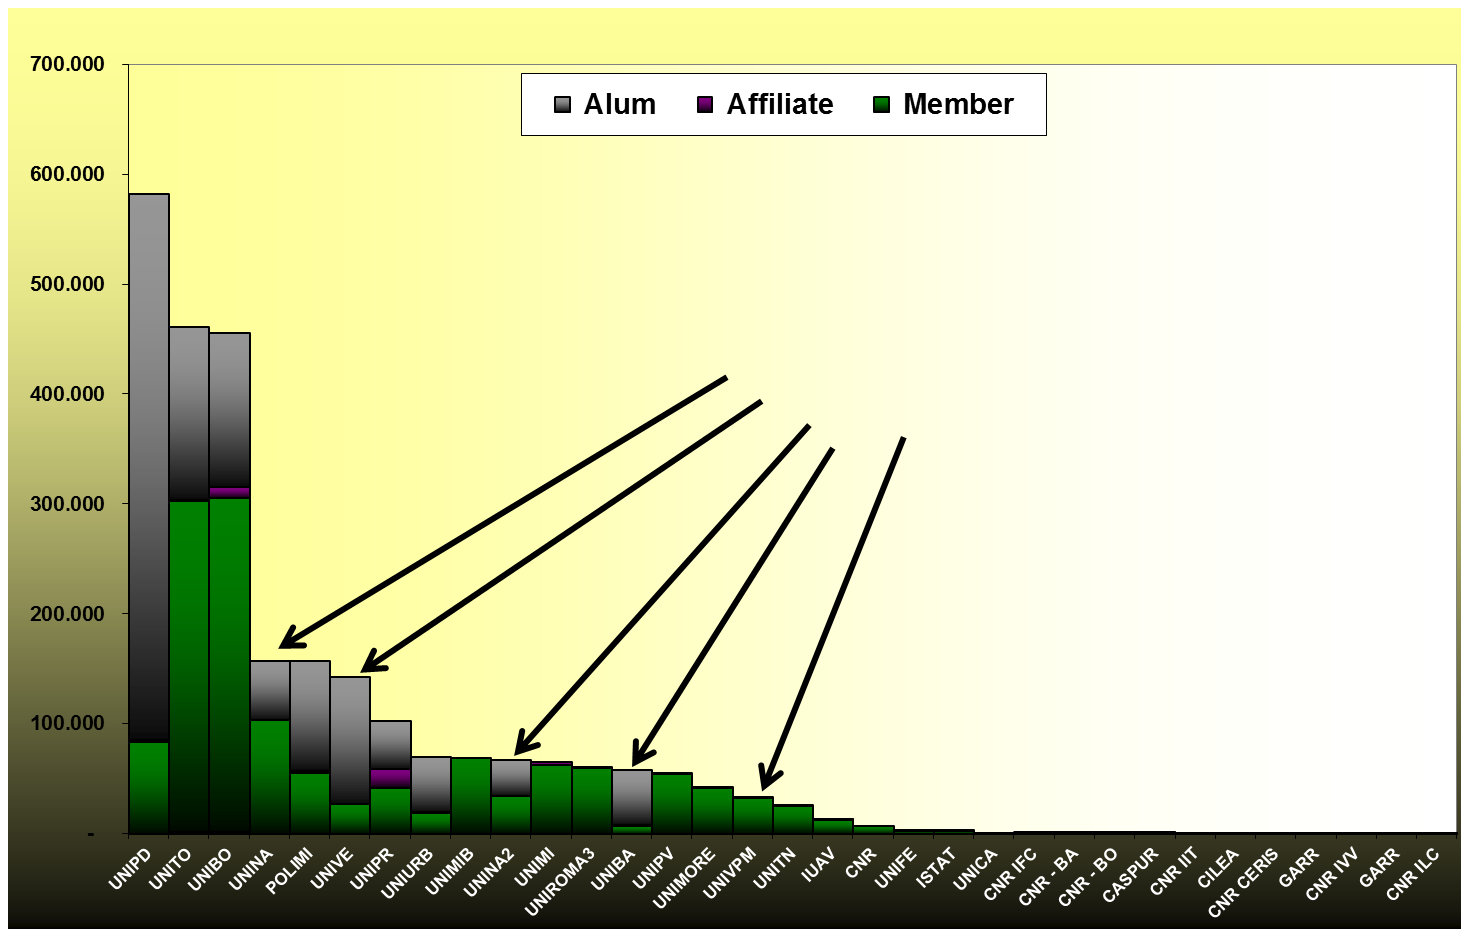 700.000
600.000
500.000
400.000
300.000
200.000
100.000
-
Alum Affiliate Member
UNIPD
UNITO
UNIBO
UNINA
POLIMI
UNIVE
UNIPR
UNIURB
UNIMIB
UNINA2
UNIMI
UNIROMA3
UNIBA
UNIPV
UNIMORE
UNIVPM
UNITN
IUAV
CNR
UNIFE
ISTAT
UNICA
CNR IFC
CNR - BA
CNR - BO
CASPUR
CNR IIT
CILEA
CNR CERIS
GARR
CNR IVV
GARR
CNR ILC